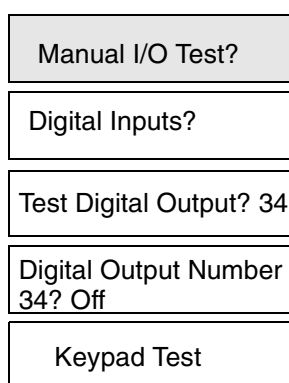 Manual I/O Test?
Digital Inputs?
Test Digital Output? 34
Digital Output Number
34? Off
Keypad Test